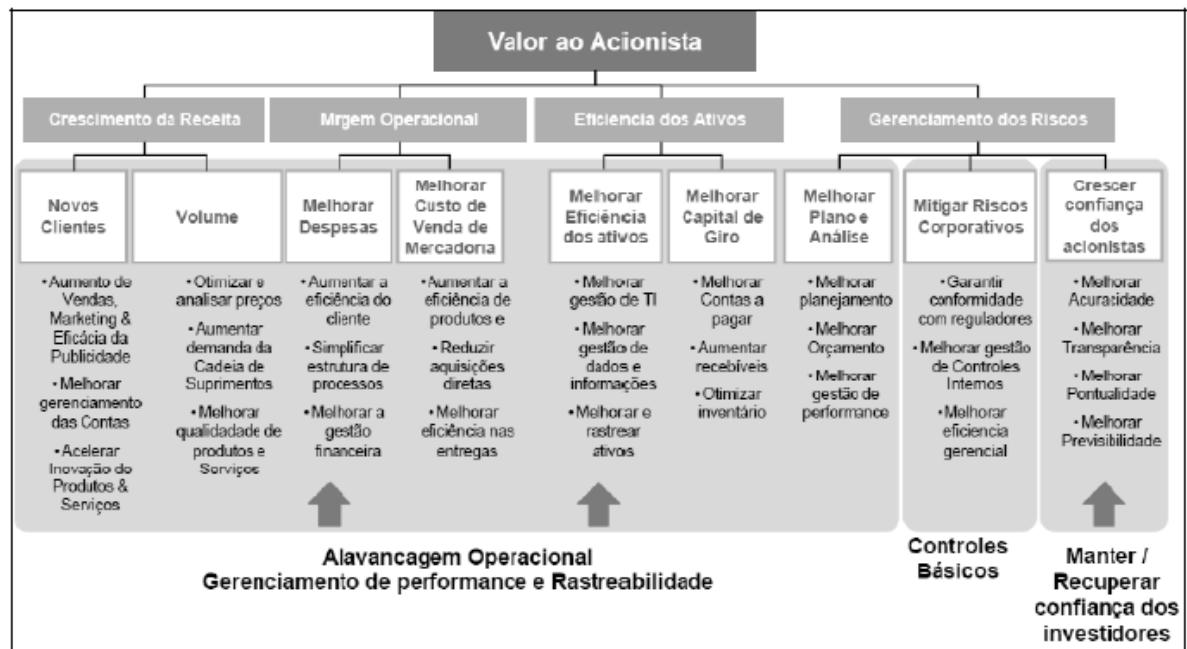 Valor ao Acionista
Crescimento da Receita
Mrgem Operacional
Eficiencia dos Ativos
Gerenciamento dos Riscos
Novos
Clientes
Volume
Melhorar
Despesas
Melhorar
Custo de
Venda de
Mercadoria
Melhorar
Eficiência
dos ativos
Melhorar
Capital de
Giro
Melhorar
Plano e
Análise
Mitigar Riscos
Corporativos
Crescer
confiança
dos
acionistas
• Aumento de
Vendas,
Marketing &
Eficácia da
Publicidade
• Melhorar
gerenciamento
das Contas
• Acelerar
Inovação de
Produtos &
Serviços
• Otimizar e
analisar preços
• Aumentar
demanda da
Cadeia de
Suprimentos
• Melhorar
qualidadade de
produtos e
Serviços
• Aumentar a
eficiência do
cliente
• Simplificar
estrutura de
processos
• Melhorar a
gestão
financeira
• Aumentar a
eficiência de
produtos e
• Reduzir
aquisições
diretas
• Melhorar
eficiência nas
entregas
• Melhorar
gestão de TI
• Melhorar
gestão de
dados e
informações
• Melhorar e
rastrear
ativos
• Melhorar
Contas a
pagar
• Aumentar
recebíveis
• Otimizar
inventário
• Melhorar
planejamento
• Melhorar
Orçamento
• Melhorar
gestão de
performance
• Garantir
conformidade
com reguladores
• Melhorar gestão
de Controles
Internos
• Melhorar
eficiencia
gerencial
• Melhorar
Acuracidade
• Melhorar
Transparência
• Melhorar
Pontualidade
• Melhorar
Previsibilidade
Alavancagem Operacional
Gerenciamento de performance e Rastreabilidade
Controles
Básicos
Manter /
Recuperar
confiança dos
investidores